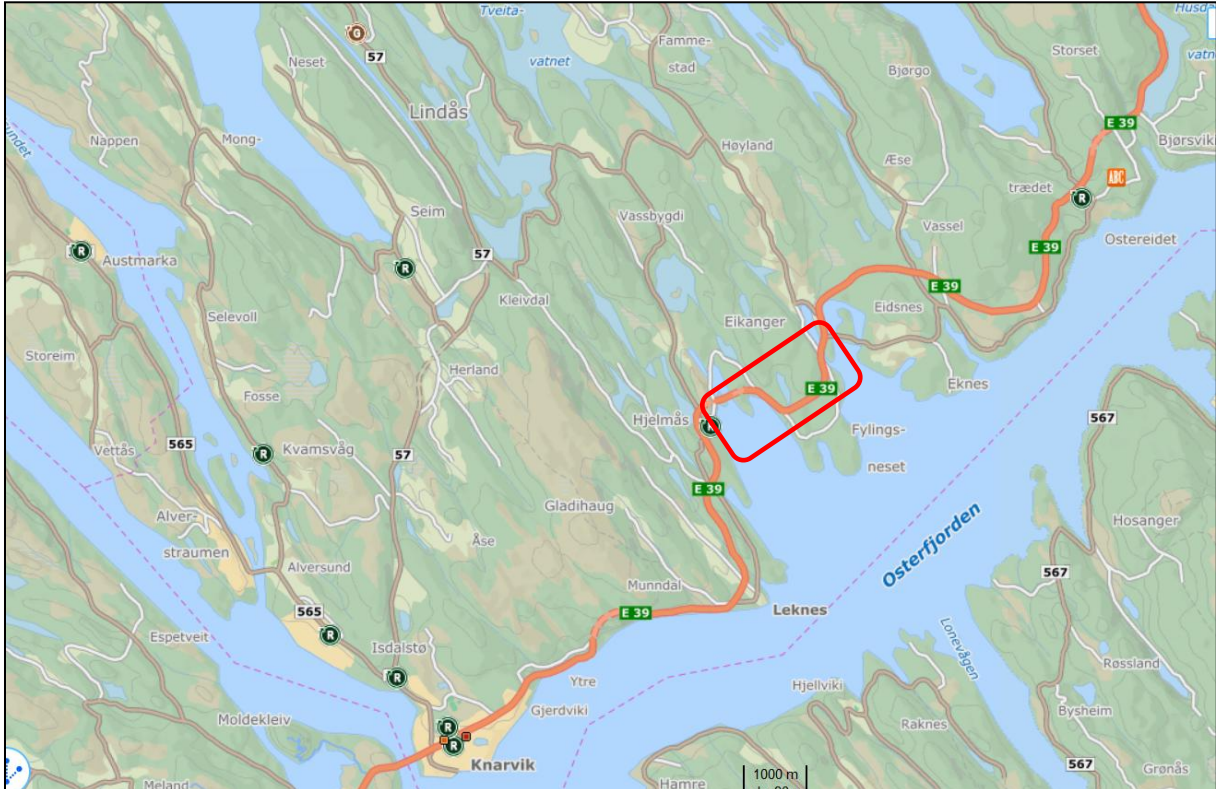 Tveita-
vatnet
Husda
vatn
G
57
Neset
Famme-
stad
Storset
Bjørgo
Lindås
E 39
Bjørsviki
Nappen
Mong-
Høyland
Æse
ABC
trædet
R
Seim
Vassbygdi
Vassel
Ostereidet
R
Austmarka
57
E 39
R
Kleivdal
E 39
Selevoll
Eikanger
Eidsnes
Storeim
Herland
Fosse
E 39
Eknes
Hjelmås
R
567
565
Kvamsvåg
Fylings-
neset
Vettås
57
R
E 39
Gladihaug
Osterfjorden
Hosanger
Alver-
straumen
Åse
Alversund
567
Munndal
565
E 39
Leknes
Espetveit
R
Isdalstø
Lonevågen
Røssland
R
Ytre
Gjerdviki
Hjellviki
Bysheim
Moldekleiv
R
Raknes
R
Knarvik
567
Grønås
Meland
Hamre
1000 m